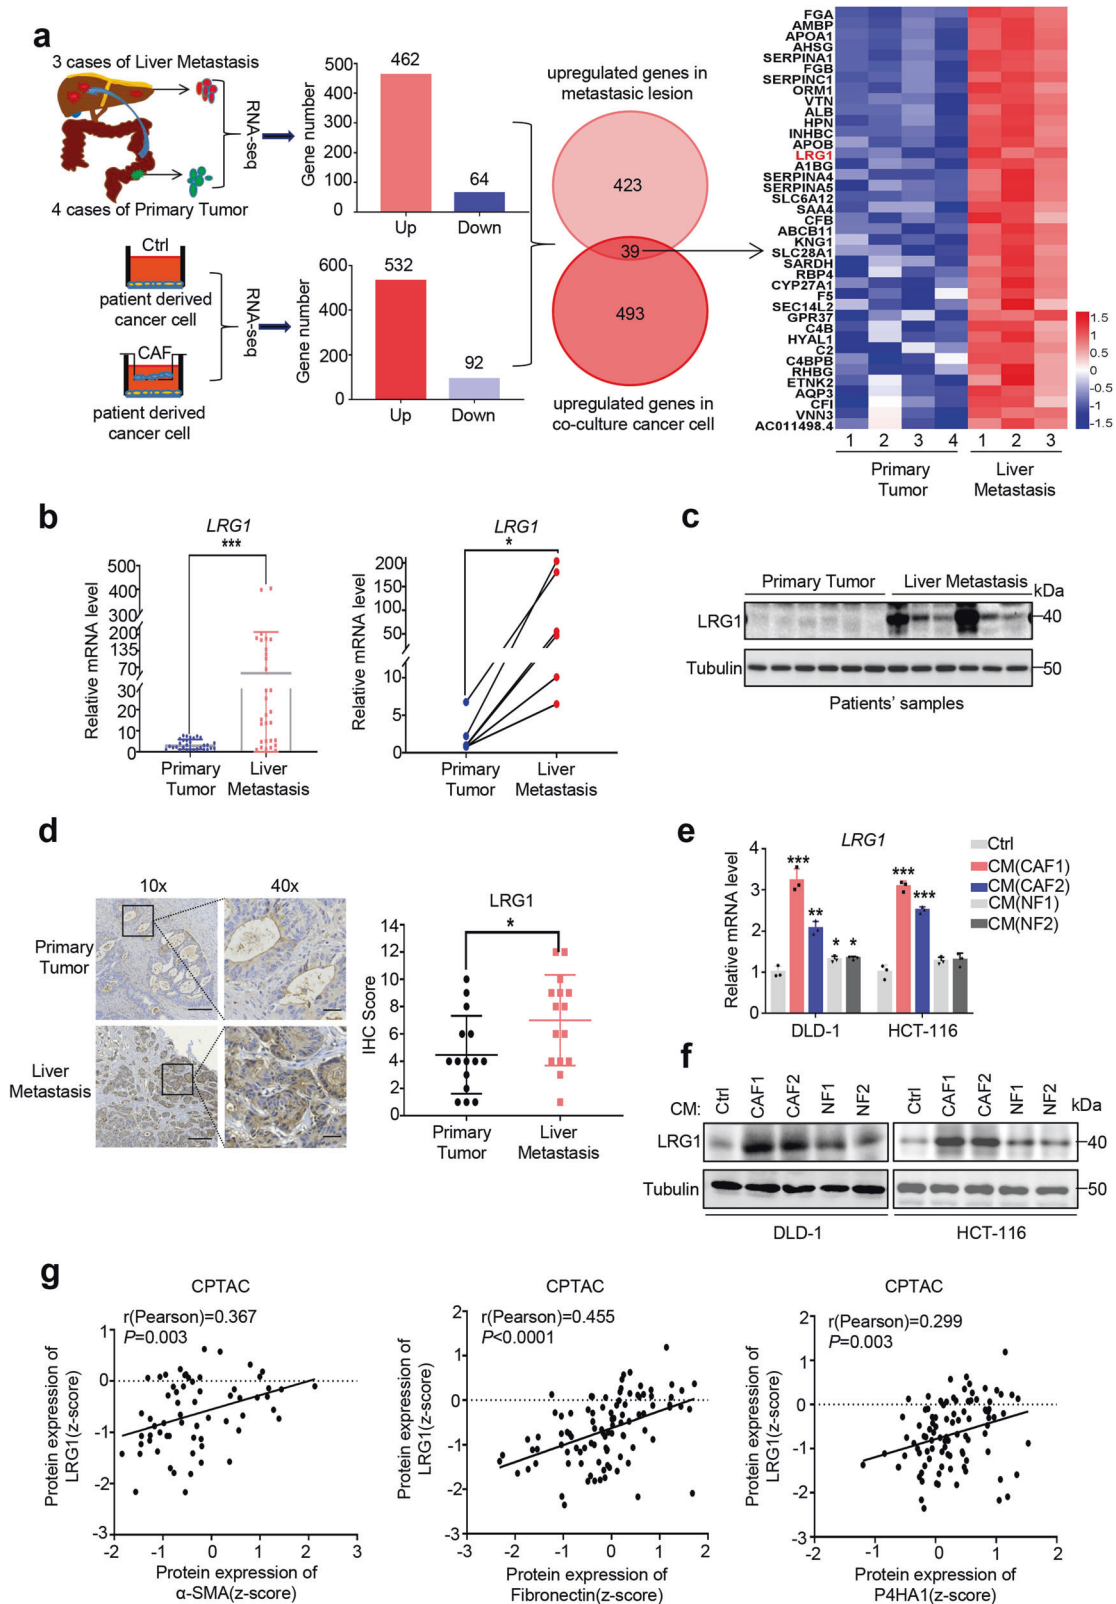 a
3 cases of Liver Metastasis
4 cases of Primary Tumor
RNA-seq
Ctrl
patient derived
cancer cell
CAF
patient derived
cancer cell
RNA-seq
Gene number
500
400
300
200
100
0
462
64
Up
Down
Gene number
600
400
200
0
532
92
Up
Down
upregulated genes in
metastasic lesion
423
39
493
upregulated genes in
co-culture cancer cell
FGA
AMBP
APOA1
AHSG
SERPINA1
FGB
SERPINC1
ORM1
VTN
ALB
HPN
INHBC
APOB
LRG1
A1BG
SERPINA4
SERPINA5
SLC6A12
SAA4
CFB
ABCB11
KNG1
SLC28A1
SARDH
RBP4
CYP27A1
F5
SEC14L2
GPR37
C4B
HYAL1
C2
C4BPB
RHBG
ETNK2
AQP3
CFI
VNN3
AC011498.4
1 2 3 4 1 2 3
Primary
Tumor
Liver
Metastasis
1.5
1
0.5
0
-0.5
-1
-1.5
b
LRG1
***
Relative mRNA level
500
400
300
200
135
70
30
20
10
0
Primary
Tumor
Liver
Metastasis
LRG1
*
Relative mRNA level
200
150
100
50
10
5
0
Primary
Tumor
Liver
Metastasis
c
Primary Tumor Liver Metastasis
kDa
LRG1
40
Tubulin
50
Patients' samples
d
10x 40x
Primary
Tumor
Liver
Metastasis
LRG1
*
IHC Score
14
12
10
8
6
4
2
0
Primary
Tumor
Liver
Metastasis
e
LRG1
Relative mRNA level
4
3
2
1
0
*** ** * * *** ***
DLD-1 HCT-116
Ctrl
CM(CAF1)
CM(CAF2)
CM(NF1)
CM(NF2)
f
CM: Ctrl CAF1 CAF2 NF1 NF2 Ctrl CAF1 CAF2 NF1 NF2 kDa
LRG1
40
Tubulin
50
DLD-1 HCT-116
g
CPTAC
r(Pearson)=0.367
P=0.003
Protein expression of
LRG1(z-score)
1
0
-1
-2
-3
-2 -1 0 1 2 3
Protein expression of
α-SMA(z-score)
CPTAC
r(Pearson)=0.455
P<0.0001
Protein expression of
LRG1(z-score)
2
1
0
-1
-2
-3
-3 -2 -1 0 1 2
Protein expression of
Fibronectin(z-score)
CPTAC
r(Pearson)=0.299
P=0.003
Protein expression of
LRG1(z-score)
2
1
0
-1
-2
-3
-2 -1 0 1 2
Protein expression of
P4HA1(z-score)